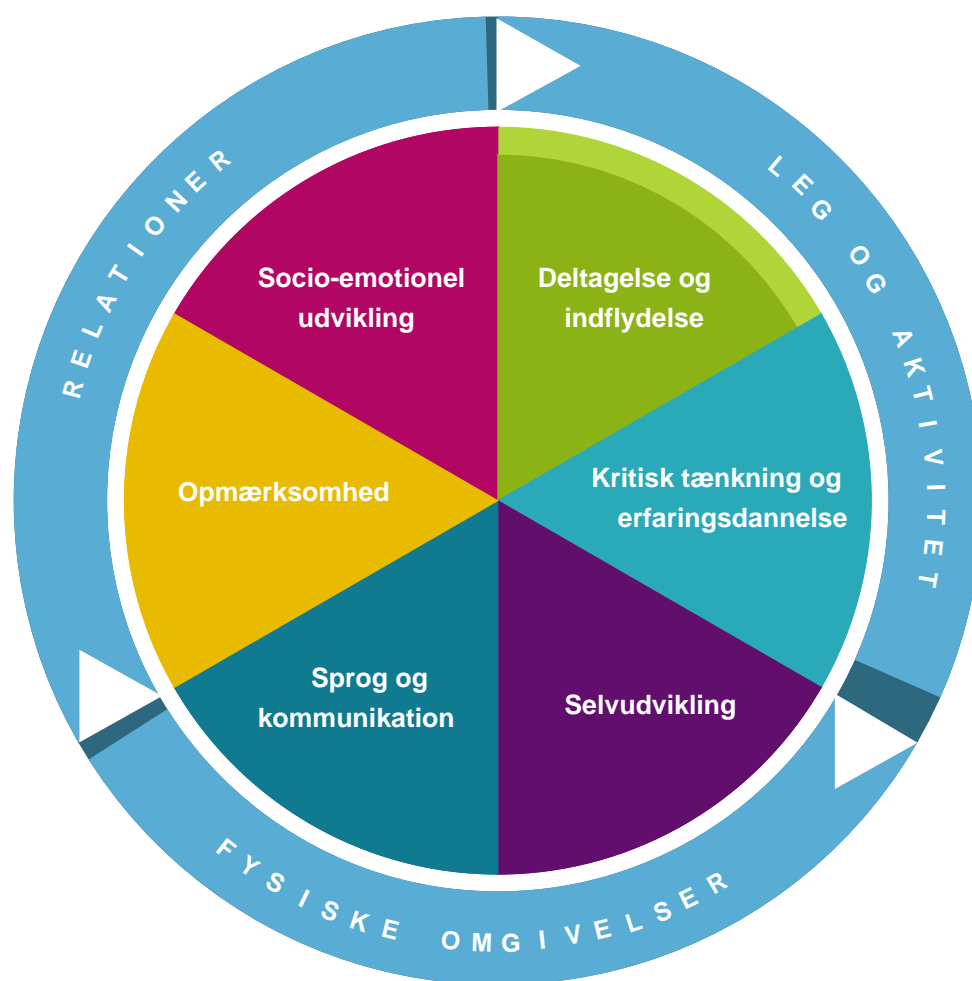 RELATIONER
LEG OG AKTIVITET
Socio-emotionel
udvikling
Deltagelse og
indflydelse
Opmærksomhed
Kritisk tænkning og
erfaringsdannelse
Sprog og
kommunikation
Selvudvikling
FYSISKE OMGIVELSER